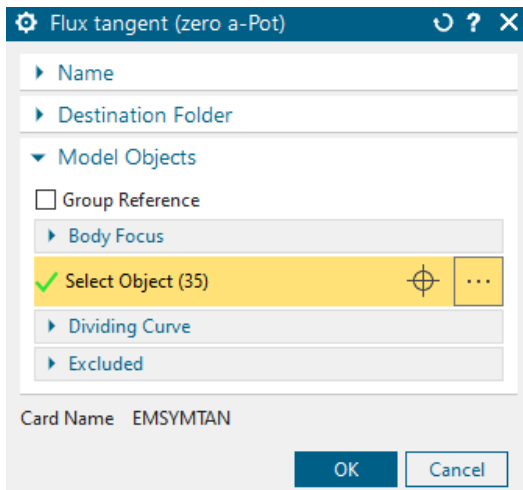 Flux tangent (zero a-Pot)
Name
Destination Folder
Model Objects
Group Reference
Body Focus
Select Object (35)
Dividing Curve
Excluded
Card Name EMSYMTAN
OK Cancel